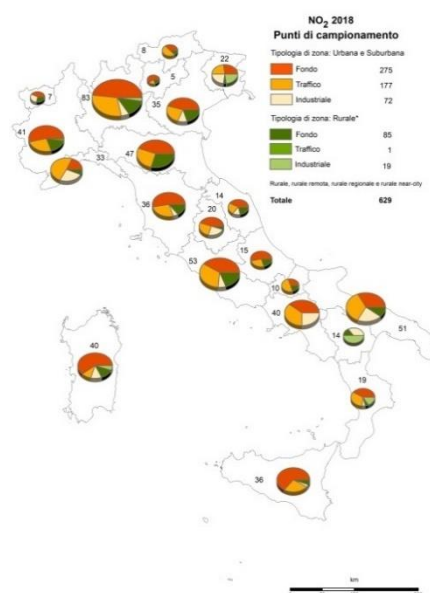 NO2 2018
Punti di campionamento
Tipologia di zona: Urbana e Suburbana
Fondo 275
Traffico 177
Industriale 72
Tipologia di zona: Rurale*
Fondo 85
Traffico 1
Industriale 19
Rurale, rurale remota, rurale regionale e rurale near-city
Totale 629
8
5
22
7
83
35
41
33
47
36
14
20
15
53
10
40
14
51
40
19
36
km